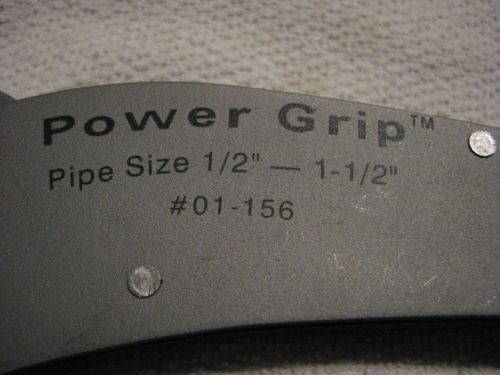 Power Grip™
Pipe Size 1/2" — 1-1/2"
#01-156